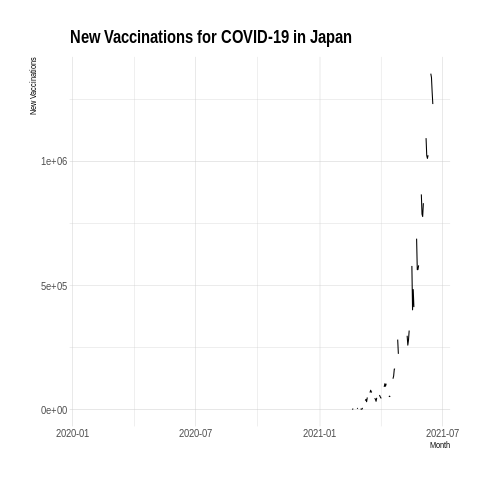 New Vaccinations for COVID-19 in Japan
New Vaccinations
1e+06
5e+05
0e+00
2020-01
2020-07
2021-01
2021-07
Month